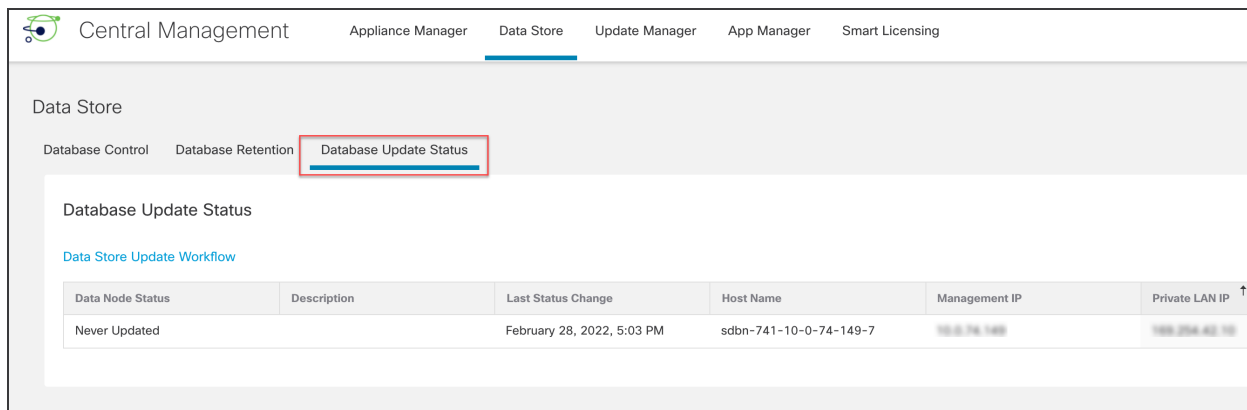 Central Management Appliance Manager Data Store Update Manager App Manager Smart Licensing
Data Store
Database Control Database Retention Database Update Status
Database Update Status
Data Store Update Workflow
Data Node Status Description Last Status Change Host Name Management IP Private LAN IP
Never Updated February 28, 2022, 5:03 PM sdbn-741-10-0-74-149-7